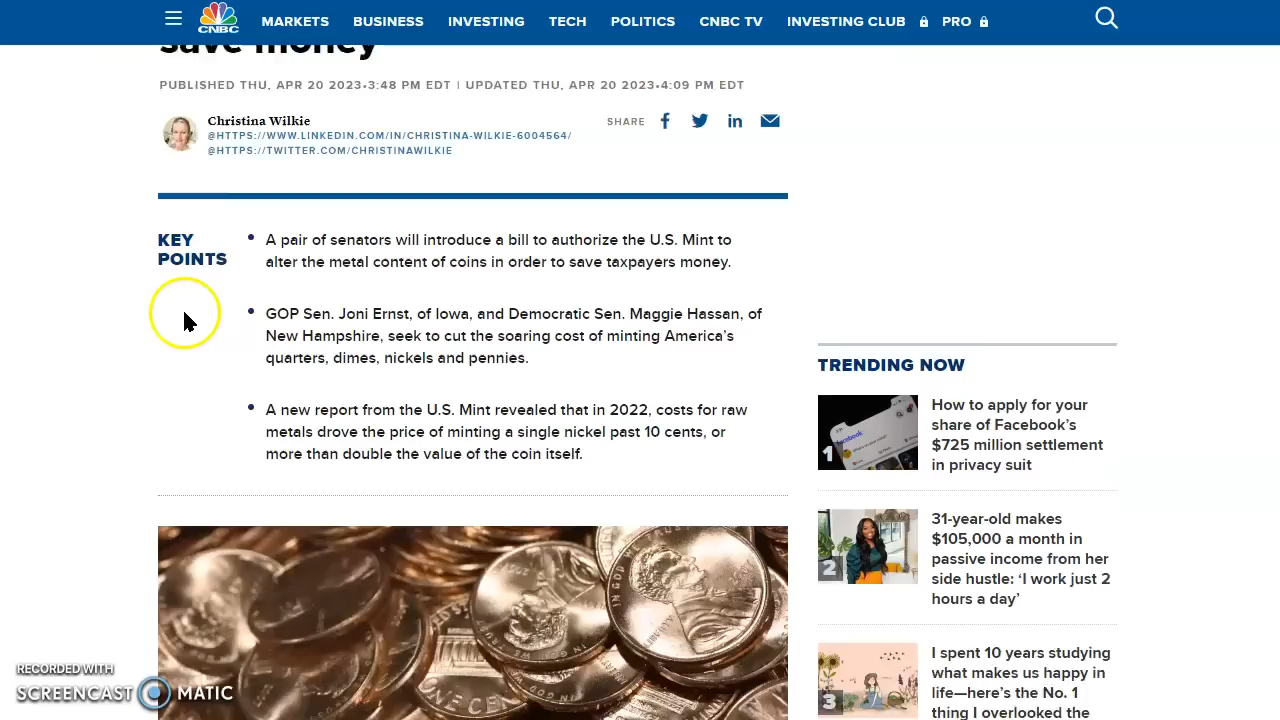 CNBC
MARKETS BUSINESS INVESTING TECH POLITICS CNBC TV INVESTING CLUB PRO
save money
PUBLISHED THU, APR 20 2023•3:48 PM EDT | UPDATED THU, APR 20 2023•4:09 PM EDT
Christina Wilkie
@HTTPS://WWW.LINKEDIN.COM/IN/CHRISTINA-WILKIE-6004564/
@HTTPS://TWITTER.COM/CHRISTINAWILKIE
SHARE
KEY
POINTS
• A pair of senators will introduce a bill to authorize the U.S. Mint to
alter the metal content of coins in order to save taxpayers money.
• GOP Sen. Joni Ernst, of Iowa, and Democratic Sen. Maggie Hassan, of
New Hampshire, seek to cut the soaring cost of minting America's
quarters, dimes, nickels and pennies.
• A new report from the U.S. Mint revealed that in 2022, costs for raw
metals drove the price of minting a single nickel past 10 cents, or
more than double the value of the coin itself.
IN GOD WE TRUST
ONE CENT
TRENDING NOW
1
How to apply for your
share of Facebook's
$725 million settlement
in privacy suit
2
31-year-old makes
$105,000 a month in
passive income from her
side hustle: 'I work just 2
hours a day'
3
I spent 10 years studying
what makes us happy in
life—here's the No. 1
thing I overlooked the
RECORDED WITH
SCREENCAST MATIC